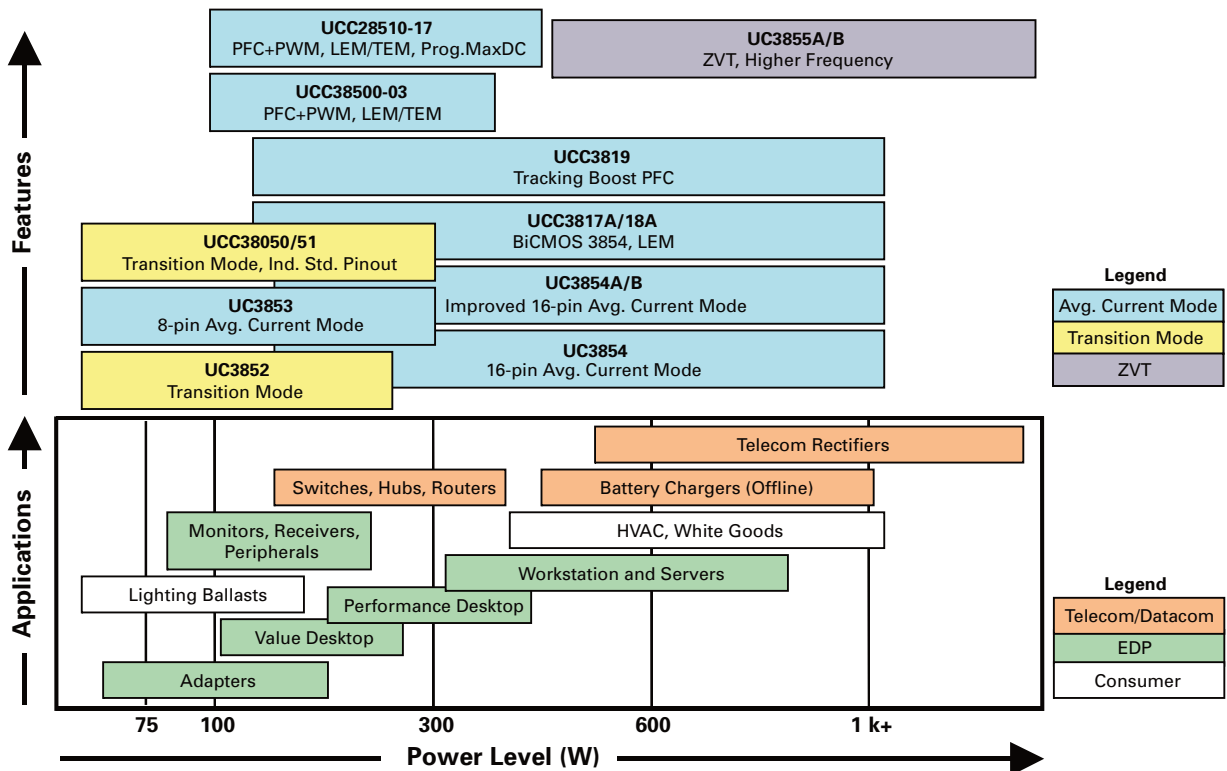 UCC28510-17
PFC+PWM, LEM/TEM, Prog.MaxDC
UC3855A/B
ZVT, Higher Frequency
UCC38500-03
PFC+PWM, LEM/TEM
UCC3819
Tracking Boost PFC
UCC3817A/18A
BiCMOS 3854, LEM
UCC38050/51
Transition Mode, Ind. Std. Pinout
UC3854A/B
Improved 16-pin Avg. Current Mode
UC3853
8-pin Avg. Current Mode
UC3854
16-pin Avg. Current Mode
UC3852
Transition Mode
Features
Legend
Avg. Current Mode
Transition Mode
ZVT
Applications
Telecom Rectifiers
Switches, Hubs, Routers
Battery Chargers (Offline)
Monitors, Receivers,
Peripherals
HVAC, White Goods
Workstation and Servers
Lighting Ballasts
Performance Desktop
Value Desktop
Adapters
Legend
Telecom/Datacom
EDP
Consumer
75
100
300
600
1 k+
Power Level (W)